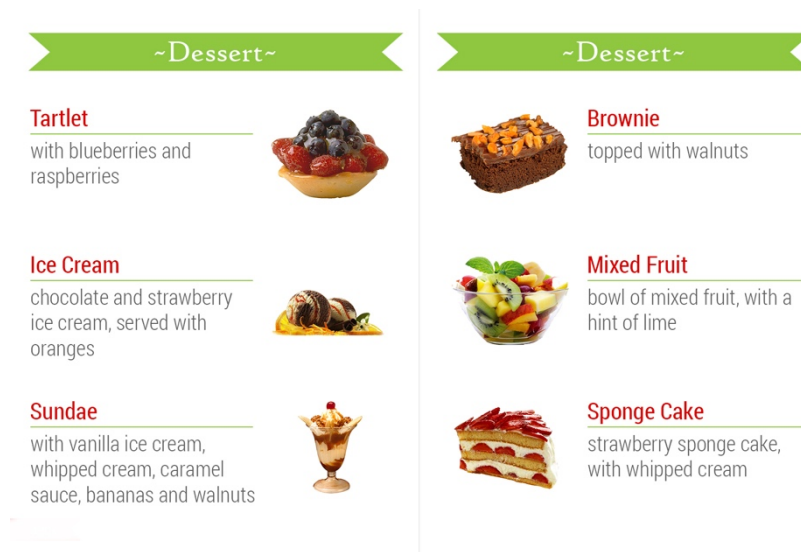 ~Dessert~
Tartlet
with blueberries and
raspberries
Ice Cream
chocolate and strawberry
ice cream, served with
oranges
Sundae
with vanilla ice cream,
whipped cream, caramel
sauce, bananas and walnuts
~Dessert~
Brownie
topped with walnuts
Mixed Fruit
bowl of mixed fruit, with a
hint of lime
Sponge Cake
strawberry sponge cake,
with whipped cream